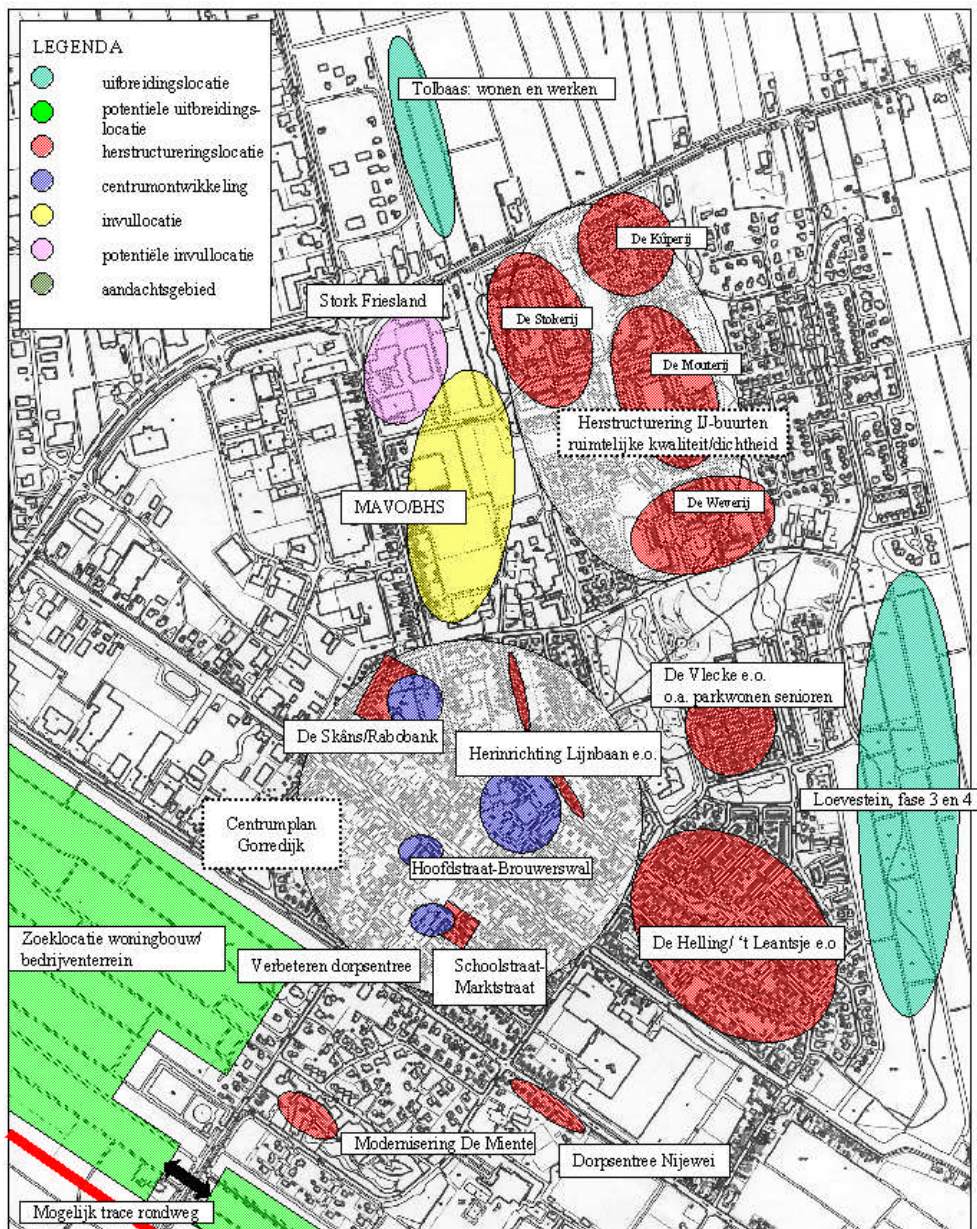 LEGENDA
uitbreidingslocatie
potentiele uitbreidings-
locatie
herstructureringslocatie
centrumontwikkeling
invullocatie
potentiële invullocatie
aandachtsgebied
Tolbaas: wonen en werken
De Kûperij
Stork Friesland
De Stokerij
De Mouterij
Herstructurering IJ-buurten
ruimtelijke kwaliteit/dichtheid
MAVO/BHS
De Weverij
De Vlecke e.o.
o.a. parkwonen senioren
De Skâns/Rabobank
Herinrichting Lijnbaan e.o.
Loevestein, fase 3 en 4
Centrumplan
Gorredijk
Hoofdstraat-Brouwerswal
Zoeklocatie woningbouw/
bedrijventerrein
De Helling/ ‘t Leantsje e.o
Verbeteren dorpsentree
Schoolstraat-
Marktstraat
Modernisering De Miente
Dorpsentree Nijewei
Mogelijk trace rondweg